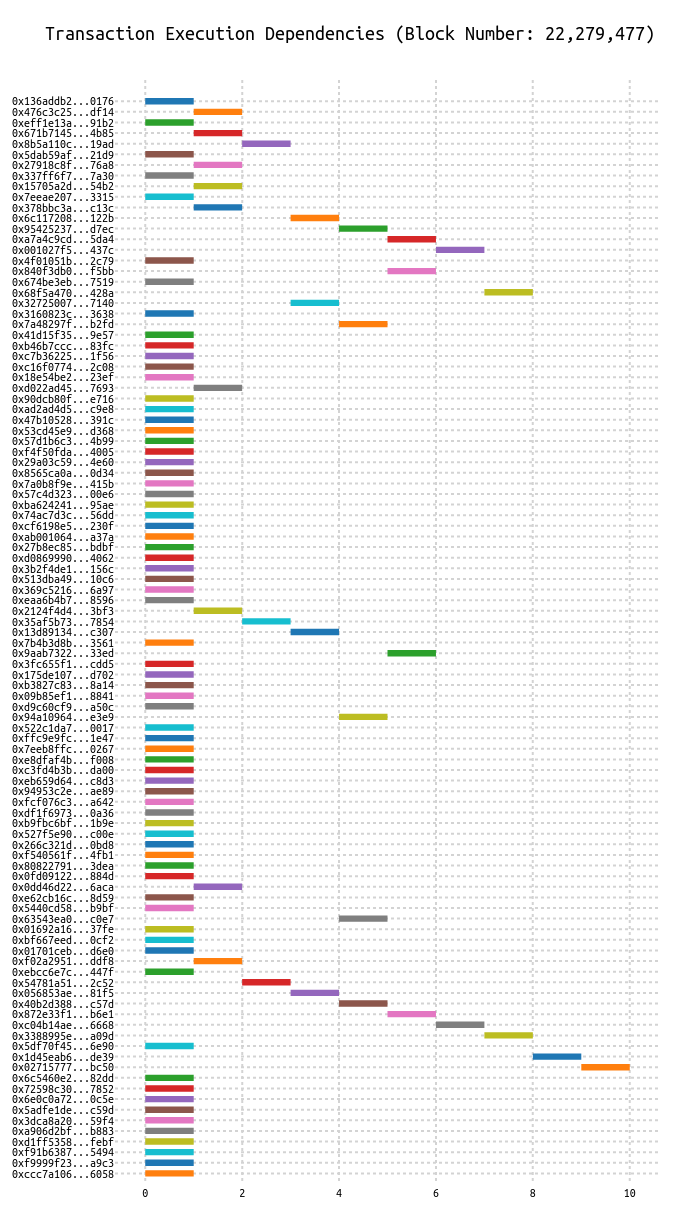 Transaction Execution Dependencies (Block Number: 22,279,477)
0x136addb2...0176
0x476c3c25...df14
0xeff1e13a...91b2
0x671b7145...4b85
0x8b5a110c...19ad
0x5dab59af...21d9
0x27918c8f...76a8
0x337ff6f7...7a30
0x15705a2d...54b2
0x7eeae207...3315
0x378bbc3a...c13c
0x6c117208...122b
0x95425237...d7ec
0xa7a4c9cd...5da4
0x001027f5...437c
0x4f01051b...2c79
0x840f3db0...f5bb
0x674be3eb...7519
0x68f5a470...428a
0x32725007...7140
0x3160823c...3638
0x7a48297f...b2fd
0x41d15f35...9e57
0xb46b7ccc...83fc
0xc7b36225...1f56
0xc16f0774...2c08
0x18e54be2...23ef
0xd022ad45...7693
0x90dcb80f...e716
0xad2ad4d5...c9e8
0x47b10528...391c
0x53cd45e9...d368
0x57d1b6c3...4b99
0xf4f50fda...4005
0x29a03c59...4e60
0x8565ca0a...0d34
0x7a0b8f9e...415b
0x57c4d323...00e6
0xba624241...95ae
0x74ac7d3c...56dd
0xcf6198e5...230f
0xab001064...a37a
0x27b8ec85...bdbf
0xd0869990...4062
0x3b2f4de1...156c
0x513dba49...10c6
0x369c5216...6a97
0xeaa6b4b7...8596
0x2124f4d4...3bf3
0x35af5b73...7854
0x13d89134...c307
0x7b4b3d8b...3561
0x9aab7322...33ed
0x3fc655f1...cdd5
0x175de107...d702
0xb3827c83...8a14
0x09b85ef1...8841
0xd9c60cf9...a50c
0x94a10964...e3e9
0x522c1da7...0017
0xffc9e9fc...1e47
0x7eeb8ffc...0267
0xe8dfaf4b...f008
0xc3fd4b3b...da00
0xeb659d64...c8d3
0x94953c2e...ae89
0xfcf076c3...a642
0xdf1f6973...0a36
0xb9fbc6bf...1b9e
0x527f5e90...c00e
0x266c321d...0bd8
0xf540561f...4fb1
0x80822791...3dea
0x0fd09122...884d
0x0dd46d22...6aca
0xe62cb16c...8d59
0x5440cd58...b9bf
0x63543ea0...c0e7
0x01692a16...37fe
0xbf667eed...0cf2
0x01701ceb...d6e0
0xf02a2951...ddf8
0xebcc6e7c...447f
0x54781a51...2c52
0x056853ae...81f5
0x40b2d388...c57d
0x872e33f1...b6e1
0xc04b14ae...6668
0x3388995e...a09d
0x5df70f45...6e90
0x1d45eab6...de39
0x02715777...bc50
0x6c5460e2...82dd
0x72598c30...7852
0x6e0c0a72...0c5e
0x5adfe1de...c59d
0x3dca8a20...59f4
0xa906d2bf...b883
0xd1ff5358...febf
0xf91b6387...5494
0xf9999f23...a9c3
0xccc7a106...6058
0 2 4 6 8 10